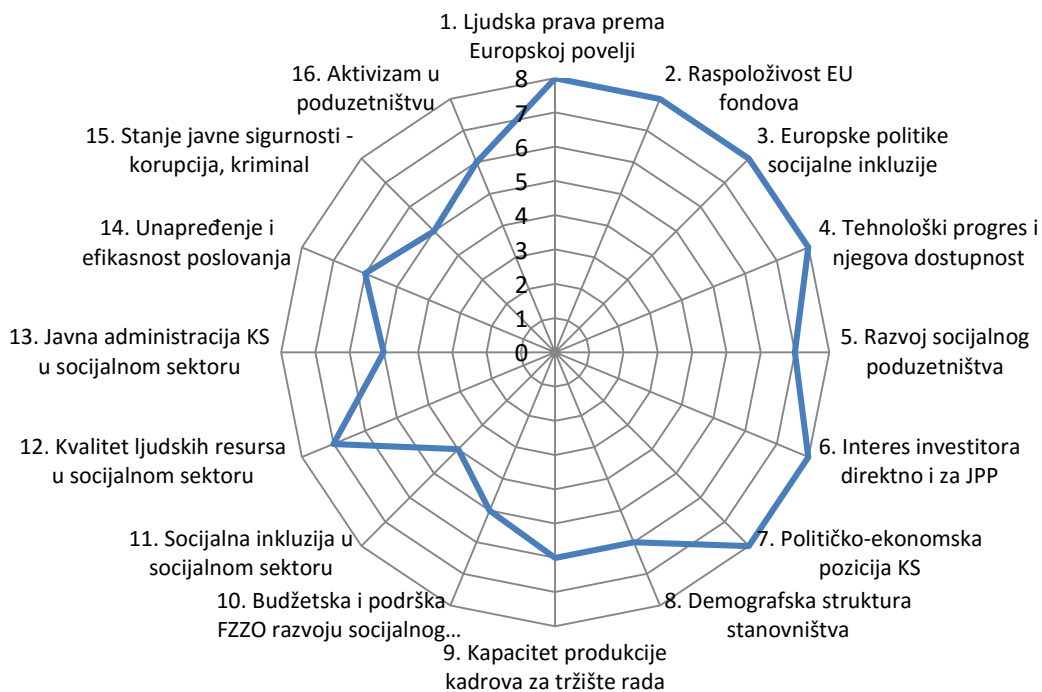 1. Ljudska prava prema
Europskoj povelji
2. Raspoloživost EU
fondova
3. Europske politike
socijalne inkluzije
4. Tehnološki progres i
njegova dostupnost
5. Razvoj socijalnog
poduzetništva
6. Interes investitora
direktno i za JPP
7. Političko-ekonomska
pozicija KS
8. Demografska struktura
stanovništva
9. Kapacitet produkcije
kadrova za tržište rada
10. Budžetska i podrška
FZZO razvoju socijalnog...
11. Socijalna inkluzija u
socijalnom sektoru
12. Kvalitet ljudskih resursa
u socijalnom sektoru
13. Javna administracija KS
u socijalnom sektoru
14. Unapređenje i
efikasnost poslovanja
15. Stanje javne sigurnosti -
korupcija, kriminal
16. Aktivizam u
poduzetništvu
8
7
6
5
4
3
2
1
0